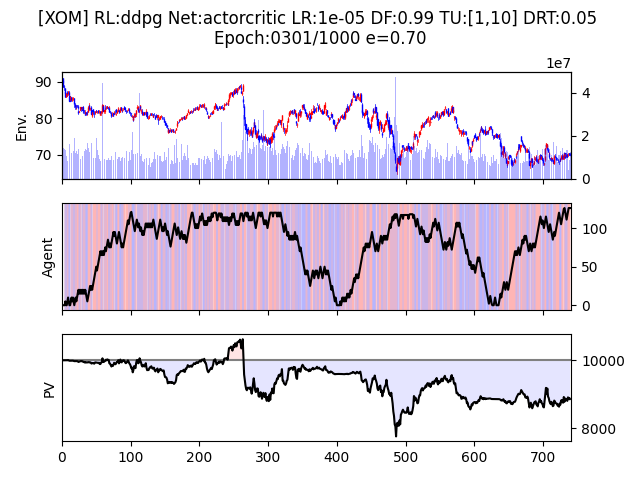 [XOM] RL:ddpg Net:actorcritic LR:1e-05 DF:0.99 TU:[1,10] DRT:0.05
Epoch:0301/1000 e=0.70
1e7
90
80
70
Env.
4
2
0
Agent
100
50
0
PV
10000
8000
0 100 200 300 400 500 600 700